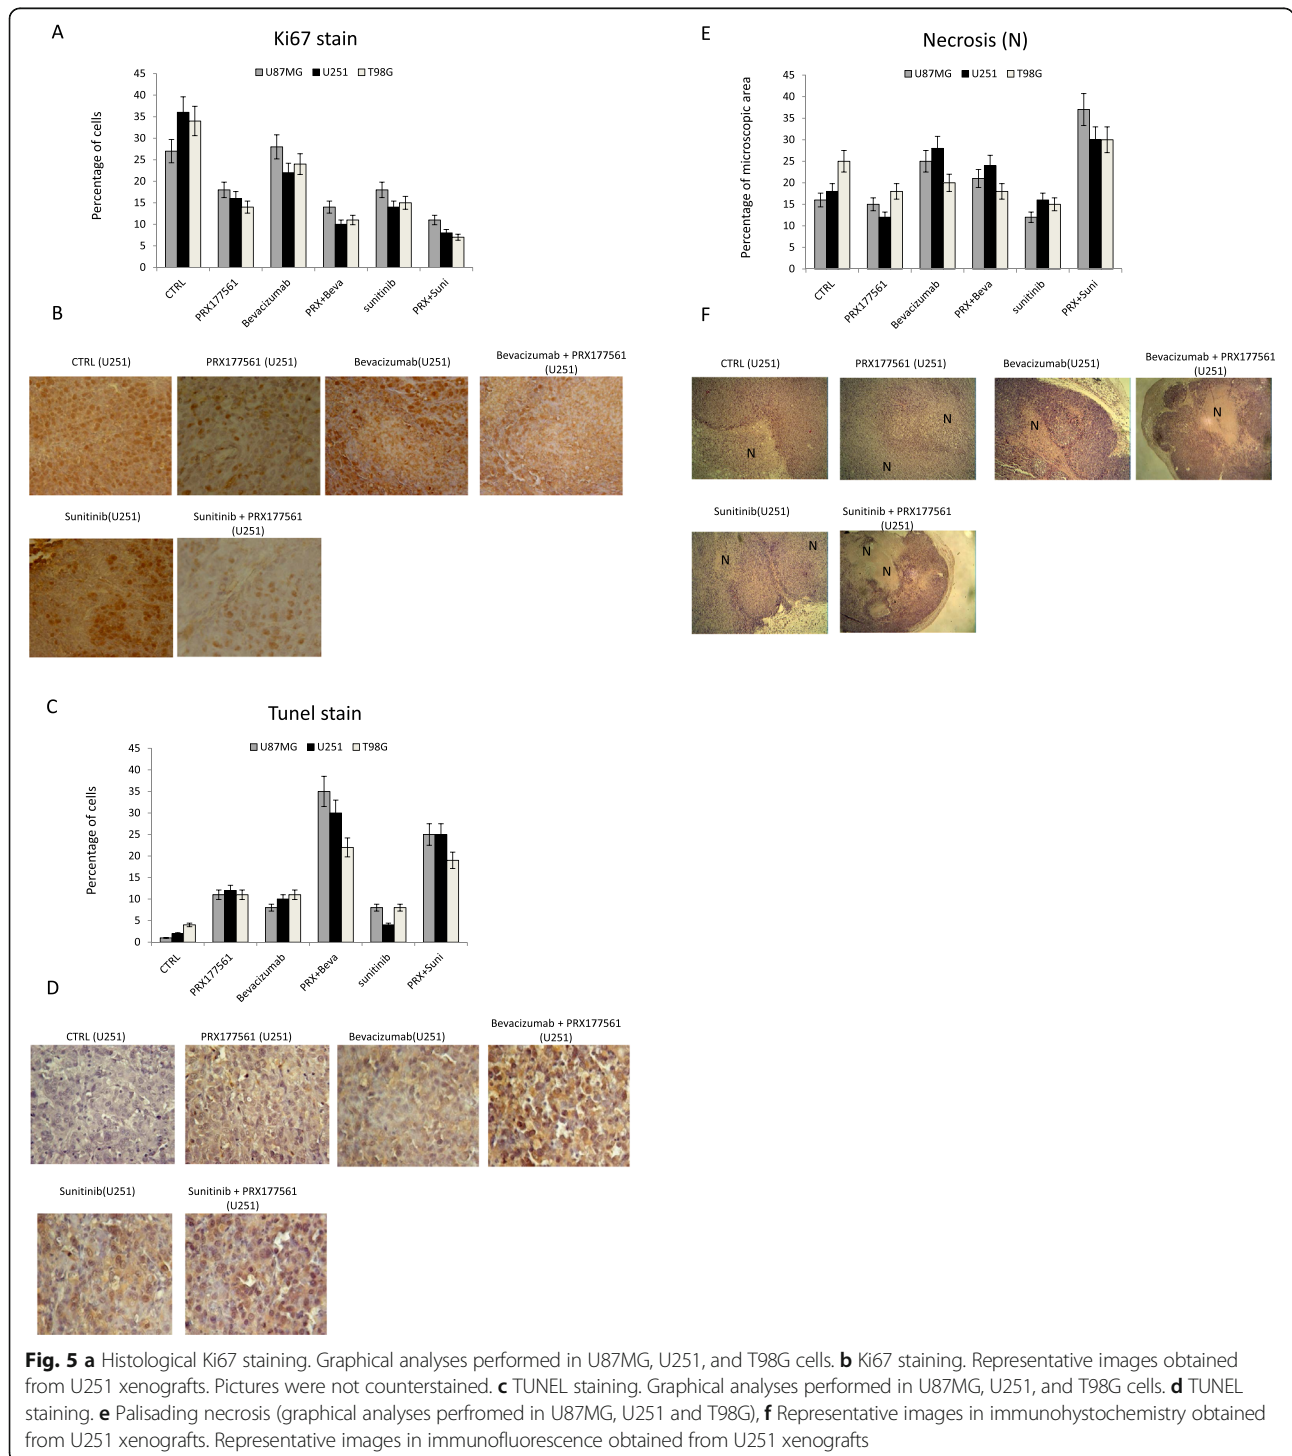 A
Ki67 stain
U87MG U251 T98G
Percentage of cells
45
40
35
30
25
20
15
10
5
0
CTRL
PRX177561
Bevacizumab
PRX+Beva
sunitinib
PRX+Suni
B
CTRL (U251)
PRX177561 (U251)
Bevacizumab(U251)
Bevacizumab + PRX177561
(U251)
Sunitinib(U251)
Sunitinib + PRX177561
(U251)
C
Tunel stain
U87MG U251 T98G
Percentage of cells
45
40
35
30
25
20
15
10
5
0
CTRL
PRX177561
Bevacizumab
PRX+Beva
sunitinib
PRX+Suni
D
CTRL (U251)
PRX177561 (U251)
Bevacizumab(U251)
Bevacizumab + PRX177561
(U251)
Sunitinib(U251)
Sunitinib + PRX177561
(U251)
E
Necrosis (N)
U87MG U251 T98G
Percentage of microscopic area
45
40
35
30
25
20
15
10
5
0
CTRL
PRX177561
Bevacizumab
PRX+Beva
sunitinib
PRX+Suni
F
CTRL (U251)
PRX177561 (U251)
Bevacizumab(U251)
Bevacizumab + PRX177561
(U251)
N
N
N
N
N
Sunitinib(U251)
Sunitinib + PRX177561
(U251)
N
N
N
N
Fig. 5 a Histological Ki67 staining. Graphical analyses performed in U87MG, U251, and T98G cells. b Ki67 staining. Representative images obtained
from U251 xenografts. Pictures were not counterstained. c TUNEL staining. Graphical analyses performed in U87MG, U251, and T98G cells. d TUNEL
staining. e Palisading necrosis (graphical analyses perfromed in U87MG, U251 and T98G), f Representative images in immunohystochemistry obtained
from U251 xenografts. Representative images in immunofluorescence obtained from U251 xenografts